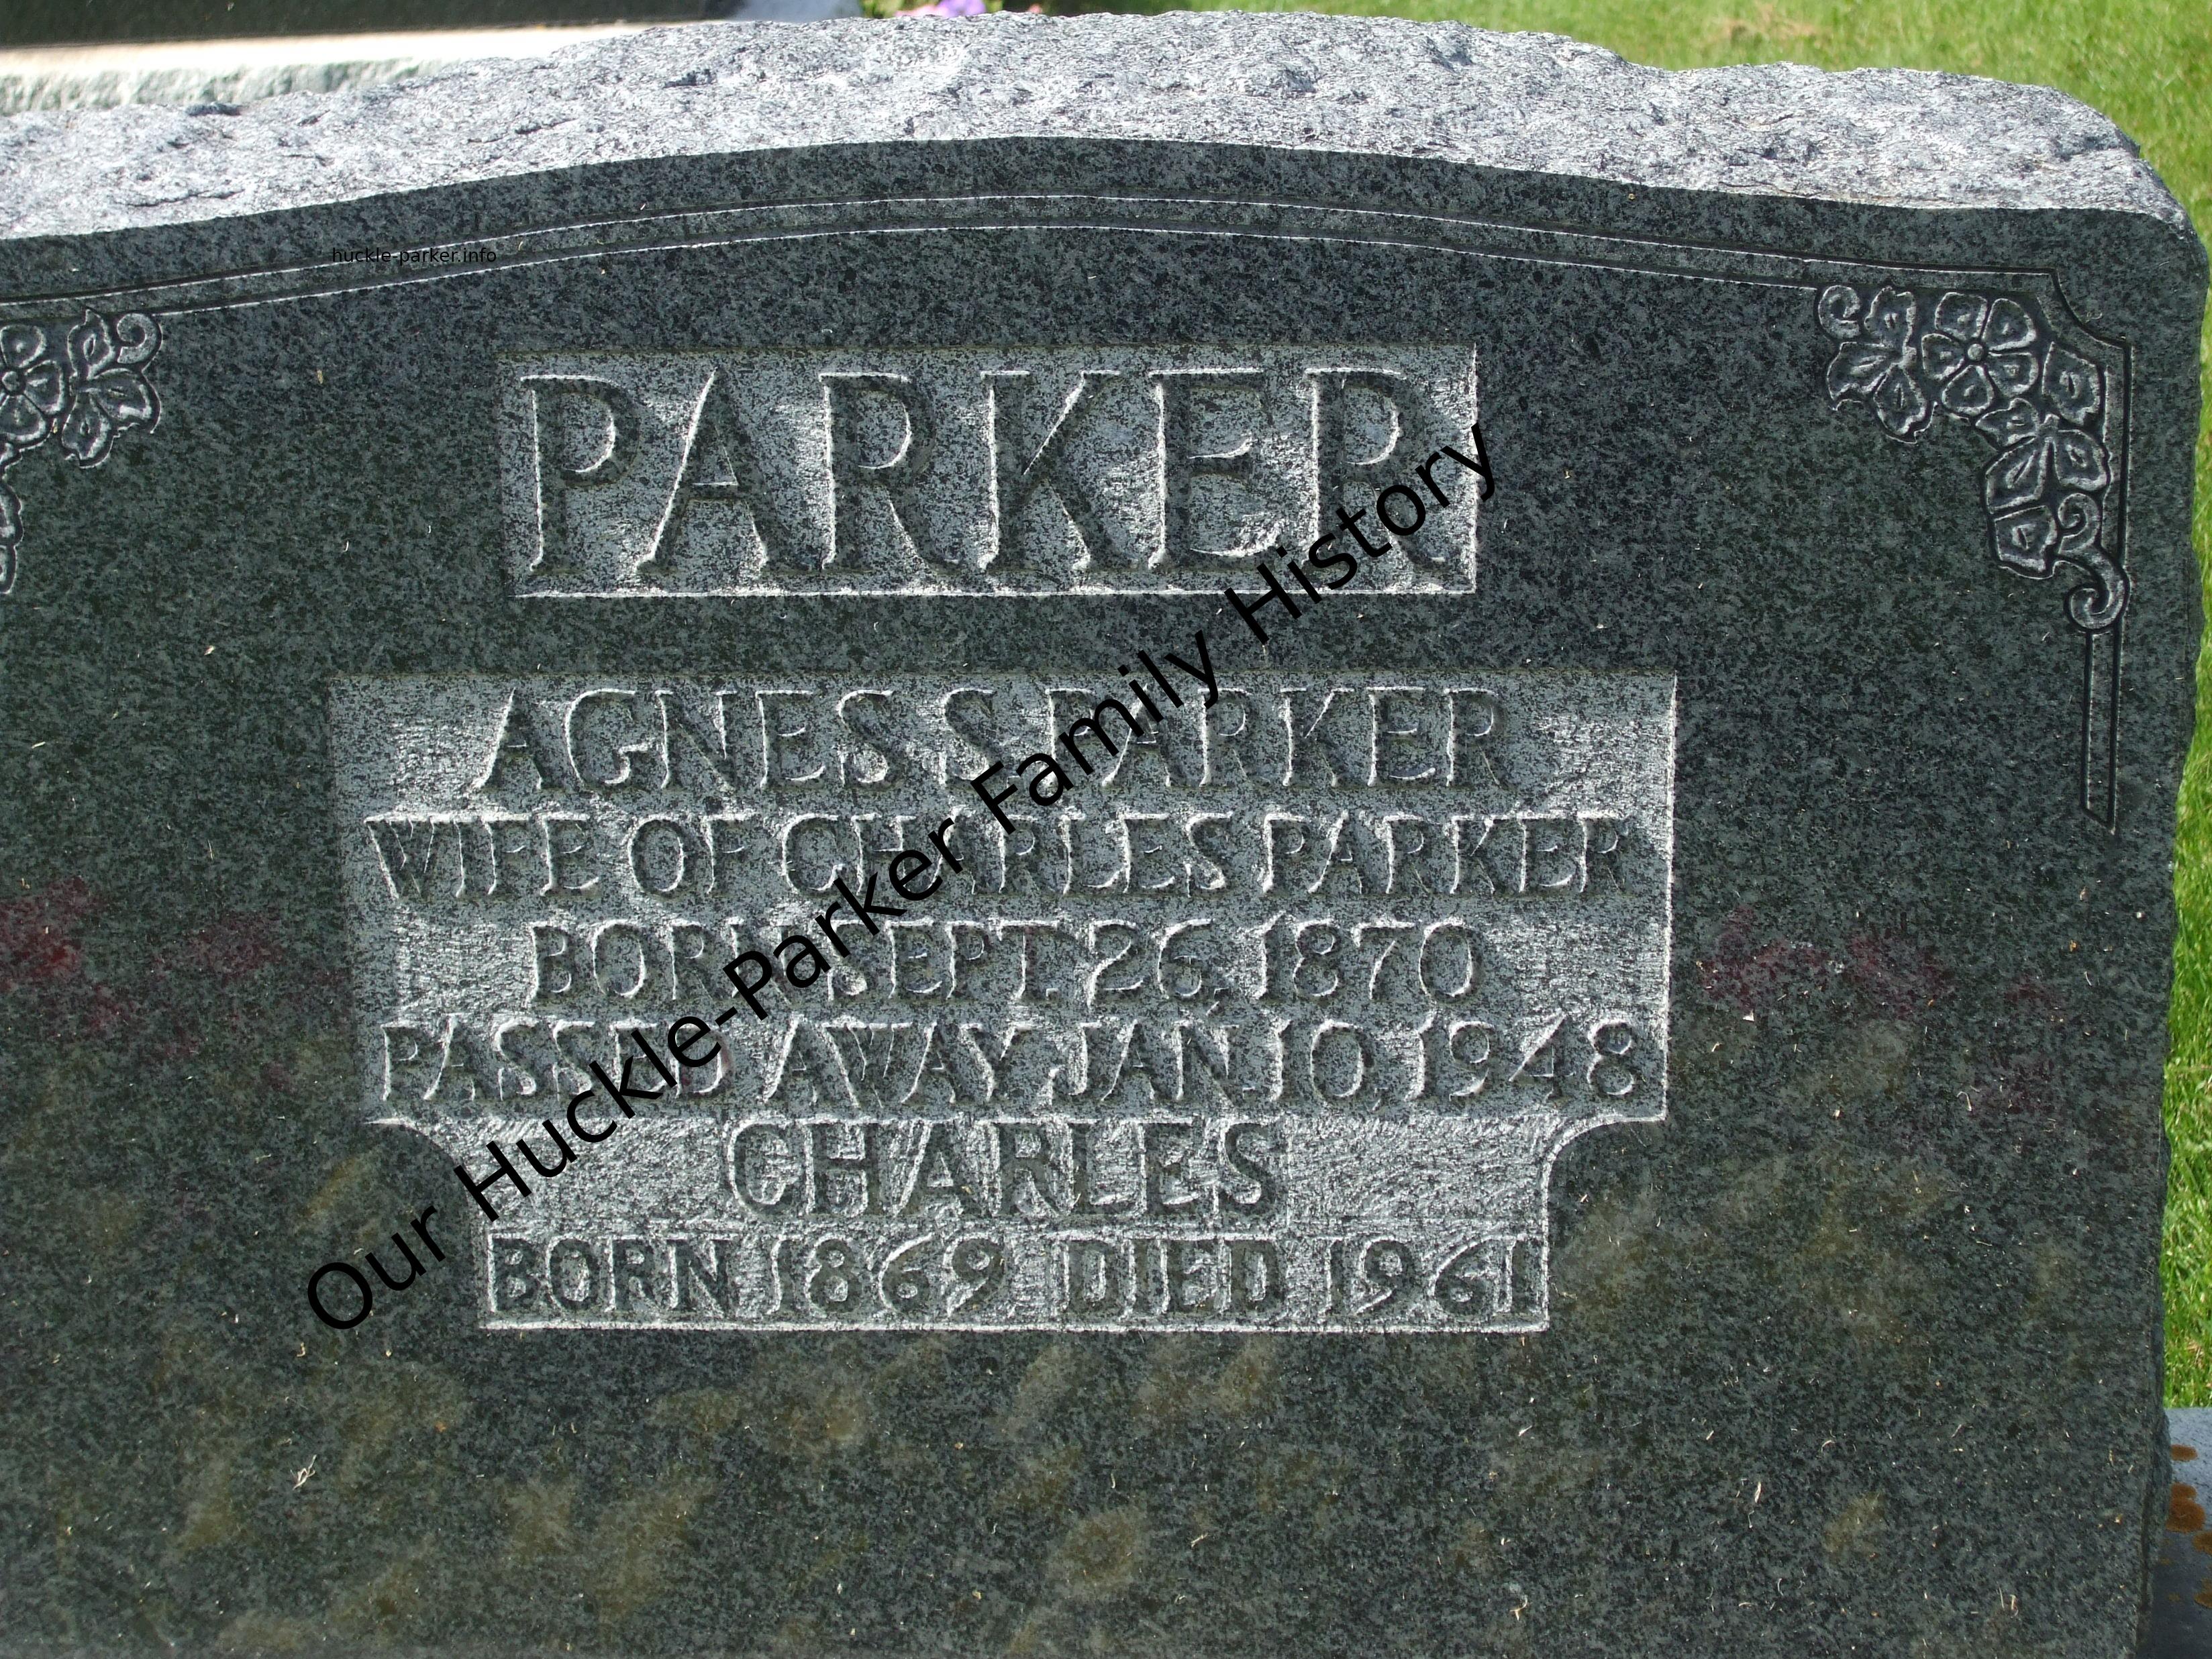 huckle-parker.info
PARKER
AGNES S. PARKER
WIFE OF CHARLES PARKER
BORN SEPT. 26, 1870
PASSED AWAY JAN. 10, 1948
CHARLES
BORN 1869 DIED 1961
Our Huckle-Parker Family History